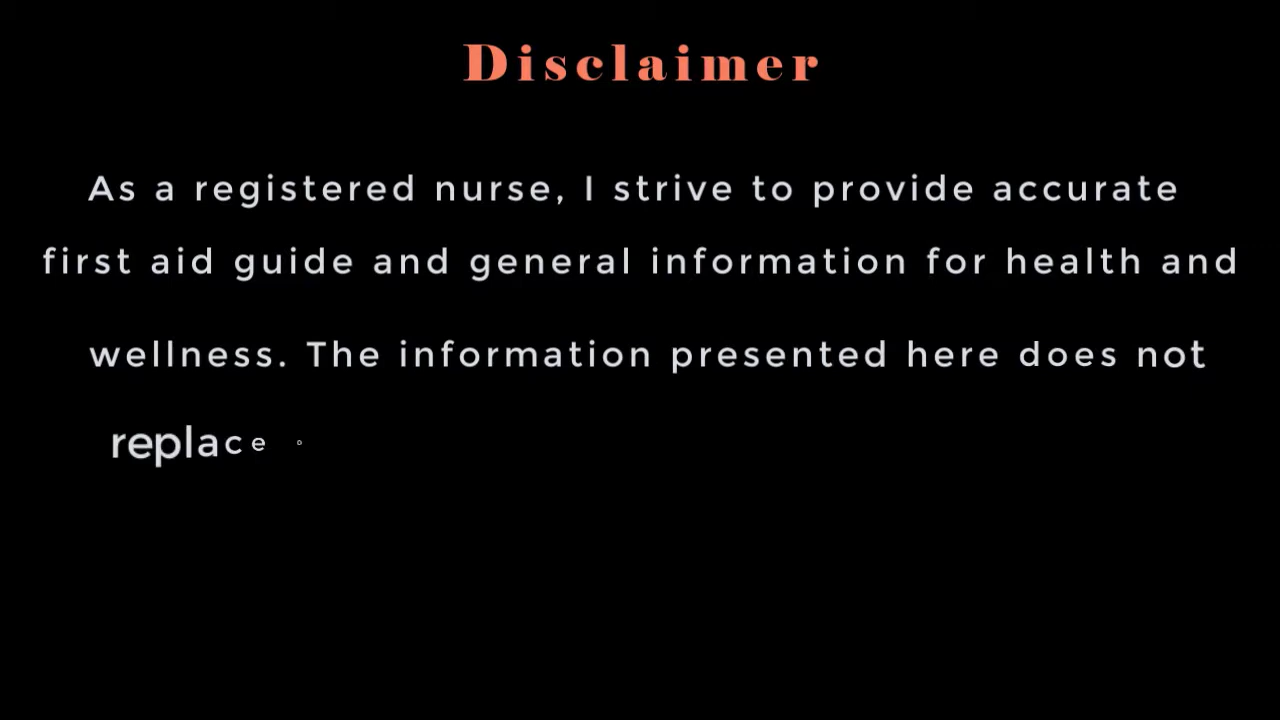 Disclaimer
As a registered nurse, I strive to provide accurate
first aid guide and general information for health and
wellness. The information presented here does not
replace